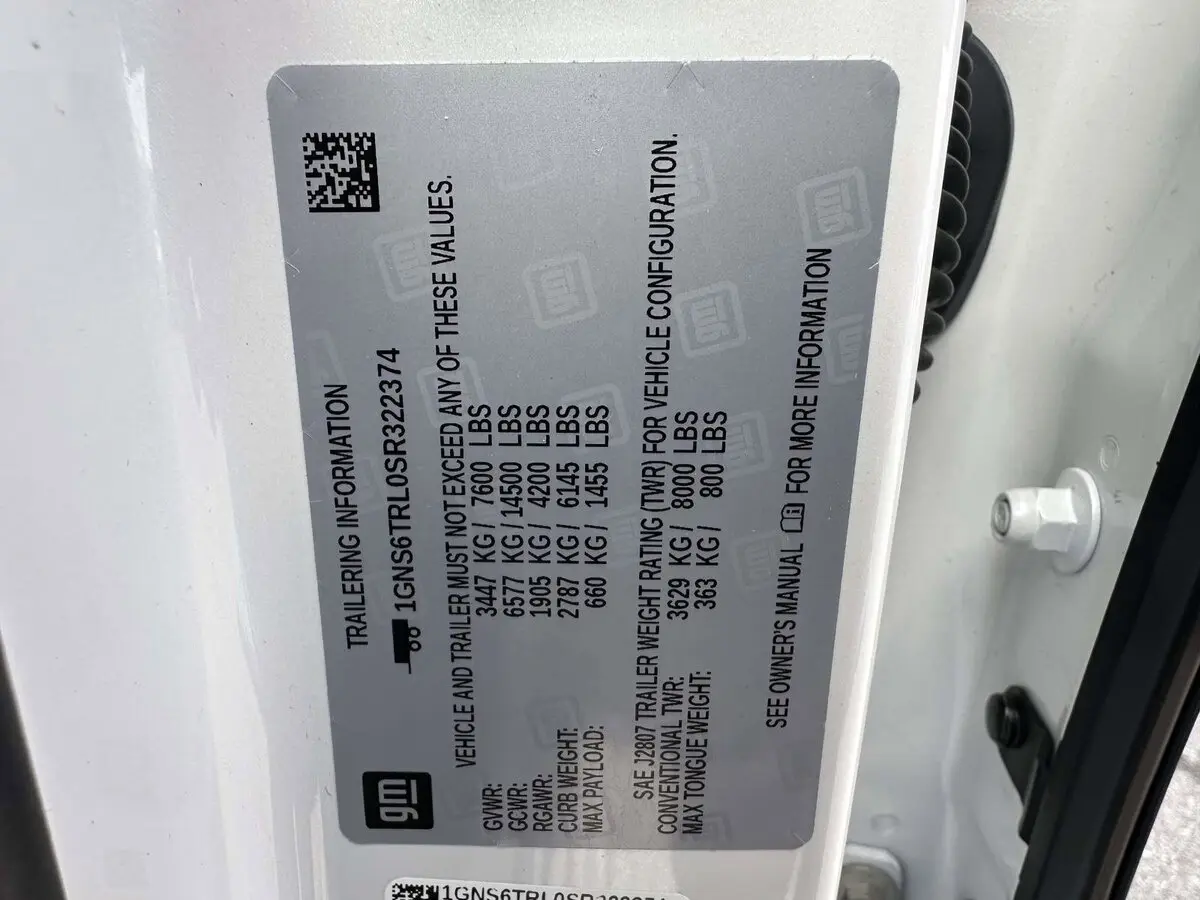 gm
TRAILERING INFORMATION
1GNS6TRL0SR322374
VEHICLE AND TRAILER MUST NOT EXCEED ANY OF THESE VALUES.
GVWR: 3447 KG / 7600 LBS
GCWR: 6577 KG / 14500 LBS
RGAWR: 1905 KG / 4200 LBS
CURB WEIGHT: 2787 KG / 6145 LBS
MAX PAYLOAD: 660 KG / 1455 LBS
SAE J2807 TRAILER WEIGHT RATING (TWR) FOR VEHICLE CONFIGURATION.
CONVENTIONAL TWR: 3629 KG / 8000 LBS
MAX TONGUE WEIGHT: 363 KG / 800 LBS
SEE OWNER'S MANUAL FOR MORE INFORMATION